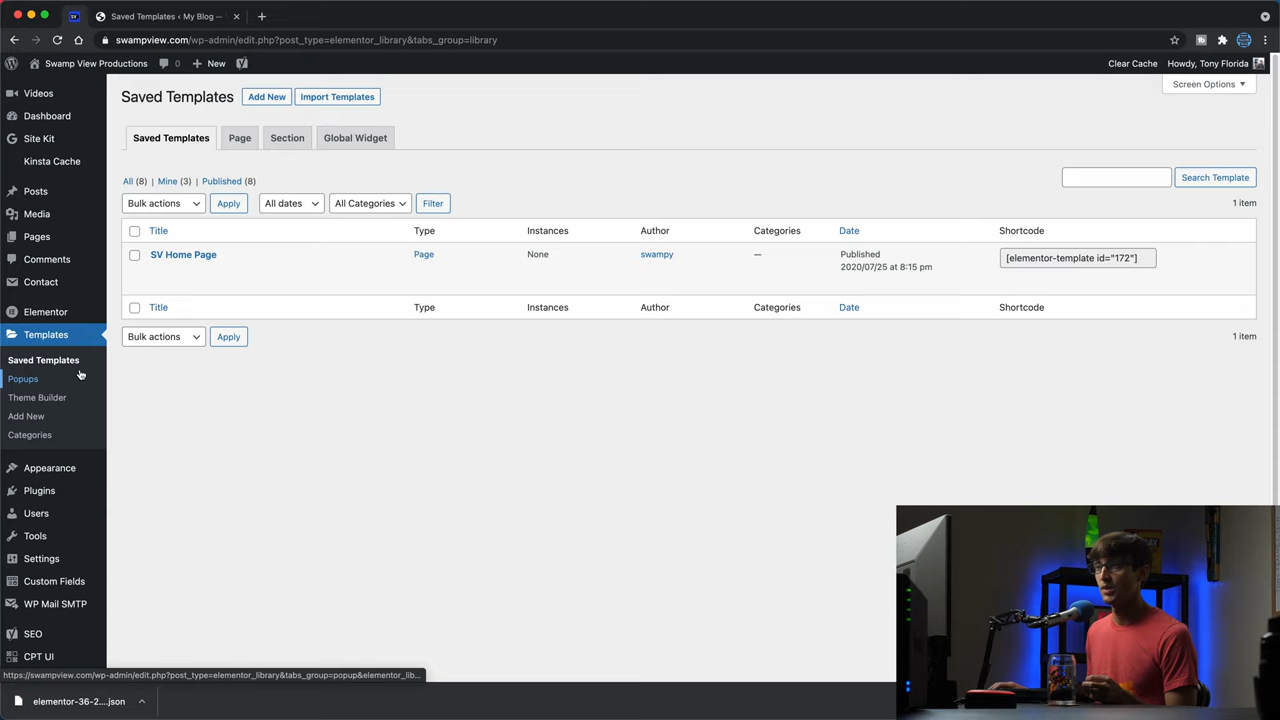 SV
Saved Templates ‹ My Blog —
swampview.com/wp-admin/edit.php?post_type=elementor_library&tabs_group=library
Swamp View Productions
0
New
Clear Cache
Howdy, Tony Florida
Videos
Dashboard
Site Kit
Kinsta Cache
Posts
Media
Pages
Comments
Contact
Elementor
Templates
Saved Templates
Popups
Theme Builder
Add New
Categories
Appearance
Plugins
Users
Tools
Settings
Custom Fields
WP Mail SMTP
SEO
CPT UI
Screen Options
Saved Templates
Add New
Import Templates
Saved Templates
Page
Section
Global Widget
All (8) | Mine (3) | Published (8)
Search Template
Bulk actions
Apply
All dates
All Categories
Filter
1 item
Title Type Instances Author Categories Date Shortcode
SV Home Page Page None swampy — Published [elementor-template id="172"]
2020/07/25 at 8:15 pm
Title Type Instances Author Categories Date Shortcode
Bulk actions
Apply
1 item
https://swampview.com/wp-admin/edit.php?post_type=elementor_library&tabs_group=popup&elementor_lib...
elementor-36-2....json